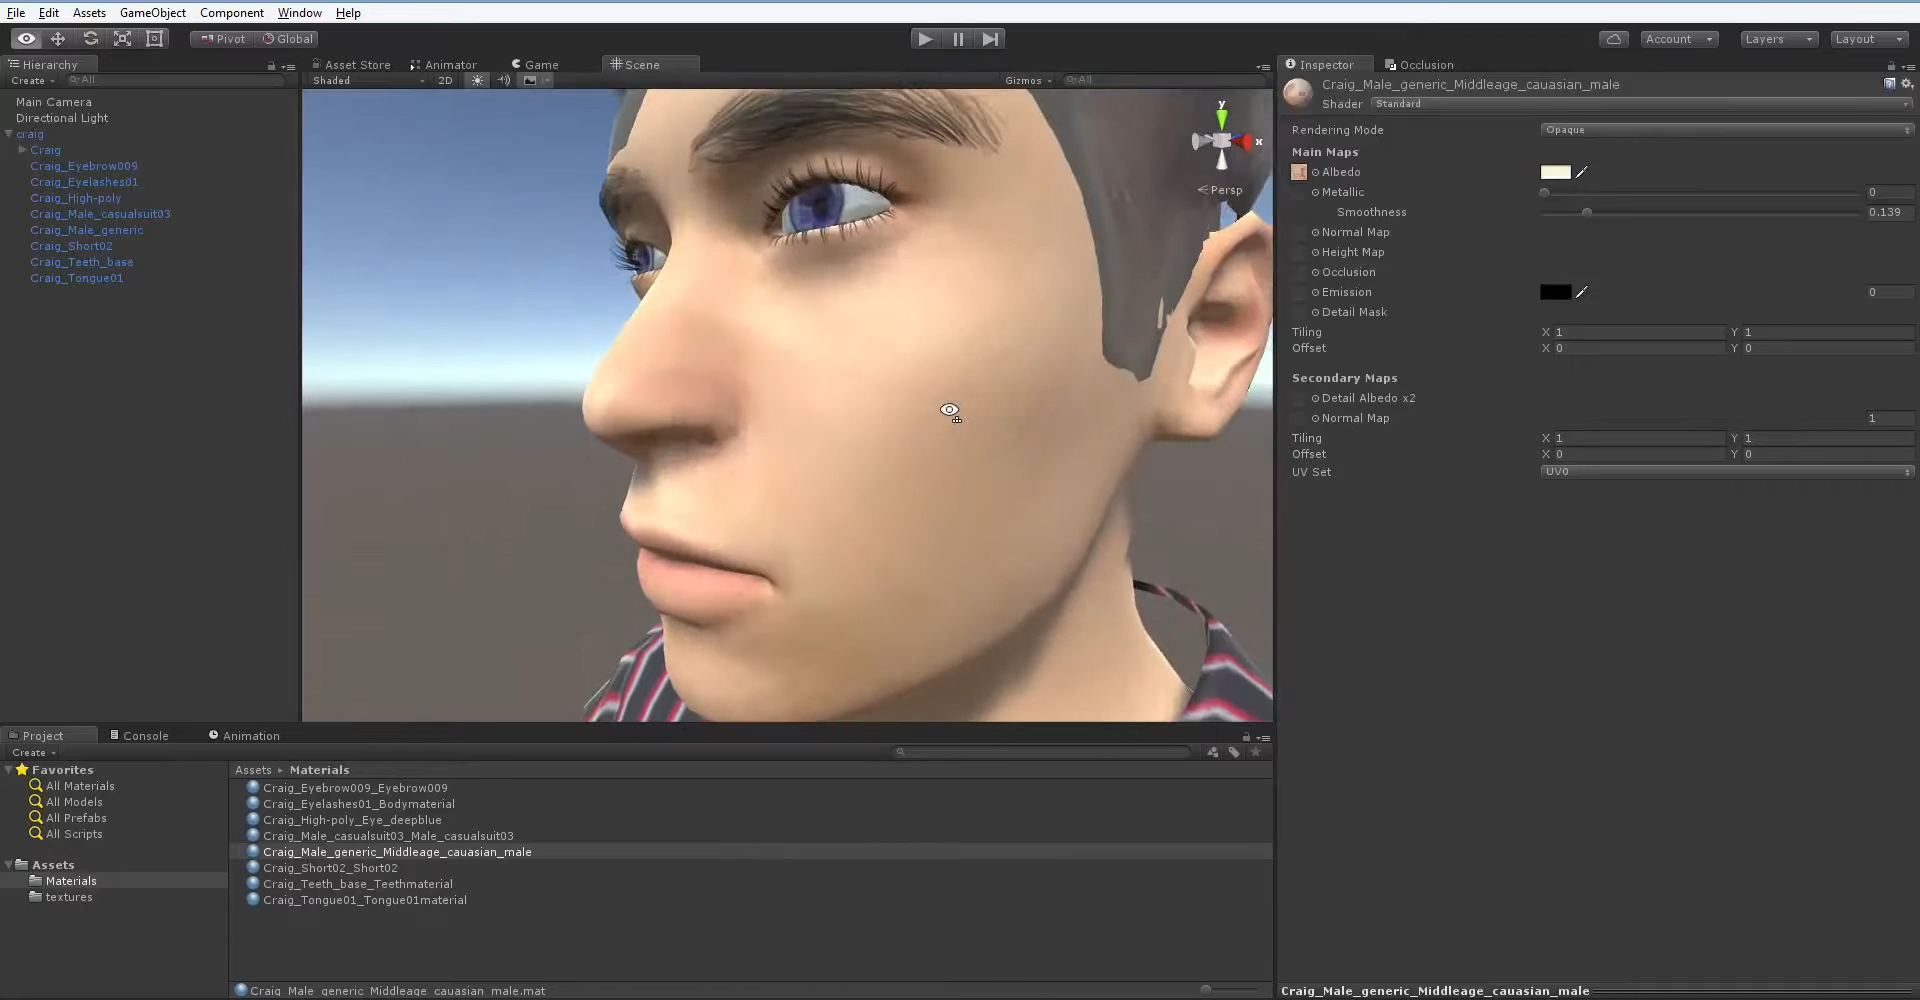 File Edit Assets GameObject Component Window Help
Pivot Global Account Layers Layout
Hierarchy
Create All
Main Camera
Directional Light
craig
Craig
Craig_Eyebrow009
Craig_Eyelashes01
Craig_High-poly
Craig_Male_casualsuit03
Craig_Male_generic
Craig_Short02
Craig_Teeth_base
Craig_Tongue01
Asset Store Animator Game Scene
Shaded 2D Gizmos All
y
x
Persp
Inspector Occlusion
Craig_Male_generic_Middleage_cauasian_male
Shader Standard
Rendering Mode Opaque
Main Maps
Albedo
Metallic 0
Smoothness 0.139
Normal Map
Height Map
Occlusion
Emission 0
Detail Mask
Tiling X 1 Y 1
Offset X 0 Y 0
Secondary Maps
Detail Albedo x2
Normal Map 1
Tiling X 1 Y 1
Offset X 0 Y 0
UV Set UV0
Project Console Animation
Create
Favorites
All Materials
All Models
All Prefabs
All Scripts
Assets
Materials
textures
Assets Materials
Craig_Eyebrow009_Eyebrow009
Craig_Eyelashes01_Bodymaterial
Craig_High-poly_Eye_deepblue
Craig_Male_casualsuit03_Male_casualsuit03
Craig_Male_generic_Middleage_cauasian_male
Craig_Short02_Short02
Craig_Teeth_base_Teethmaterial
Craig_Tongue01_Tongue01material
Craig_Male_generic_Middleage_cauasian_male.mat
Craig_Male_generic_Middleage_cauasian_male